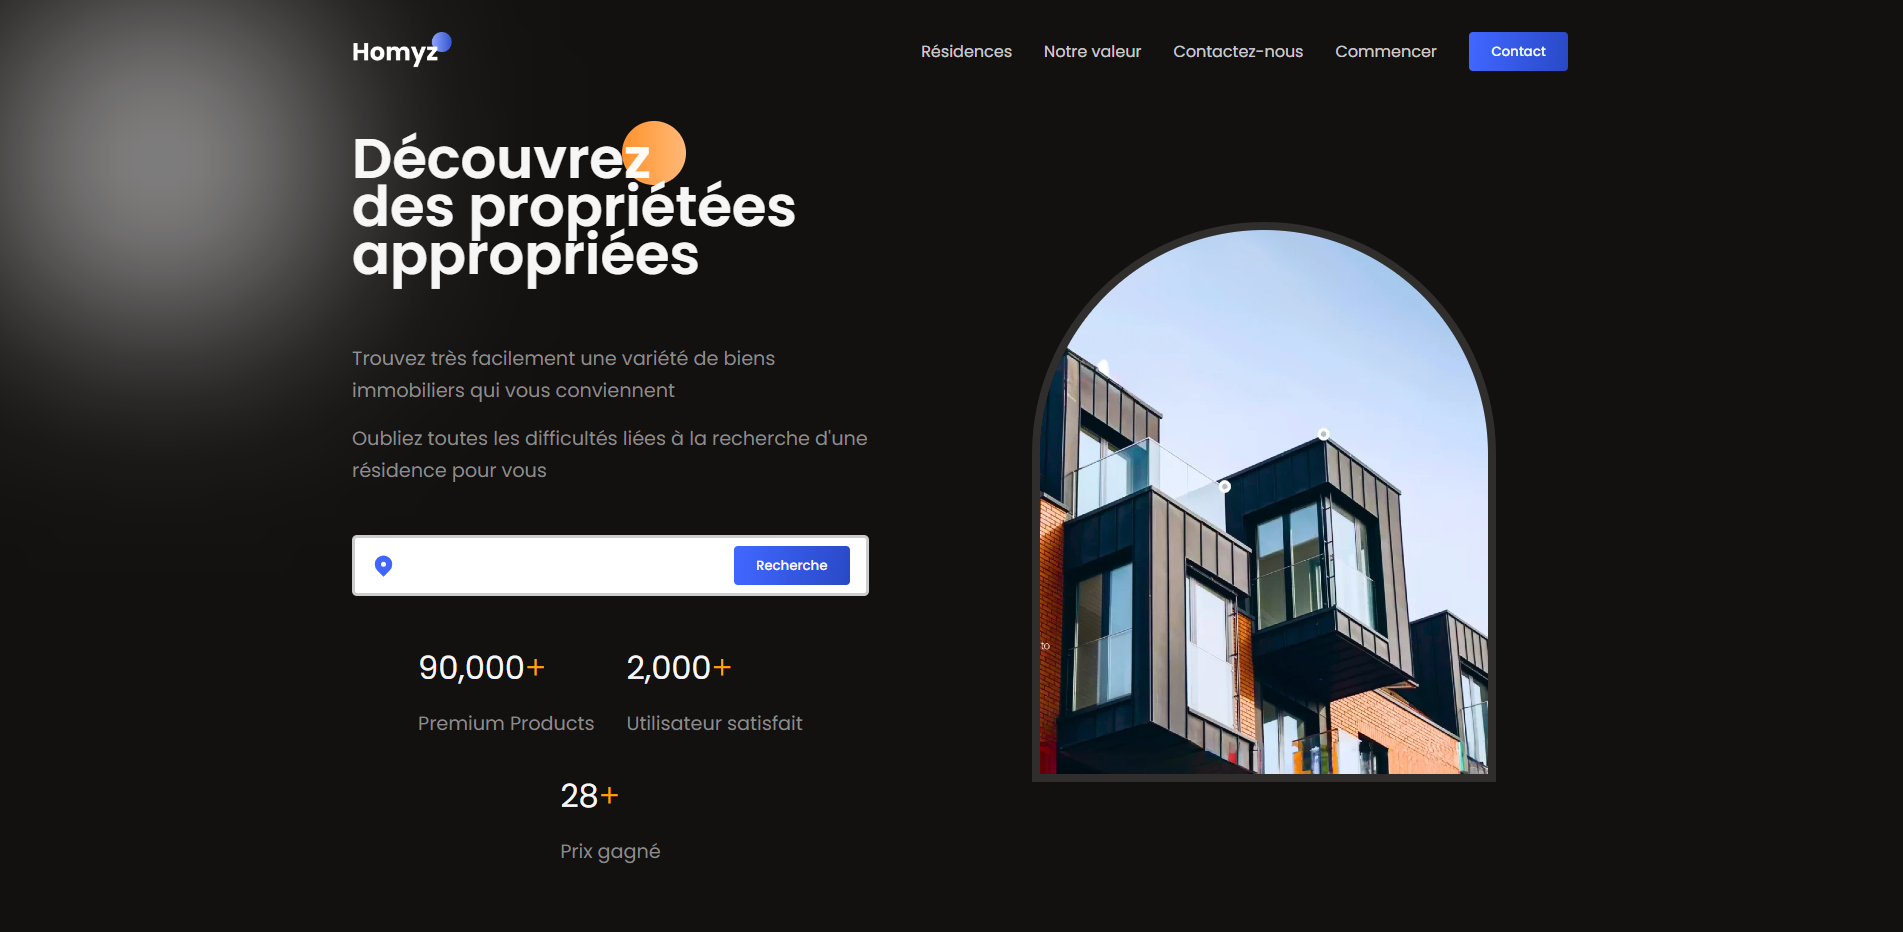 Homyz
Résidences
Notre valeur
Contactez-nous
Commencer
Contact
Découvrez
des propriétées
appropriées
Trouvez très facilement une variété de biens
immobiliers qui vous conviennent
Oubliez toutes les difficultés liées à la recherche d'une
résidence pour vous
Recherche
90,000+
2,000+
Premium Products
Utilisateur satisfait
28+
Prix gagné
to